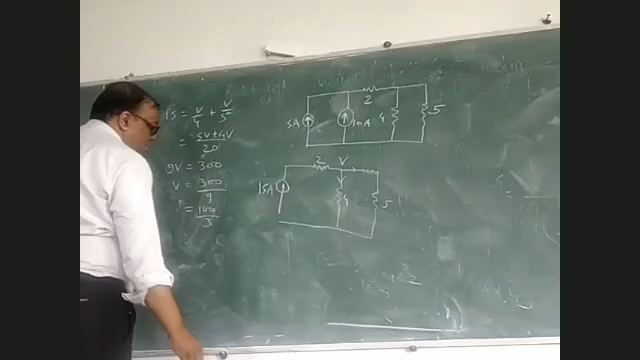 15 = V/4 + V/5
= 5V+4V/20
9V = 300
V = 300/9
= 100/3
2
5A
10A
4
5
2
V
15A
4
5